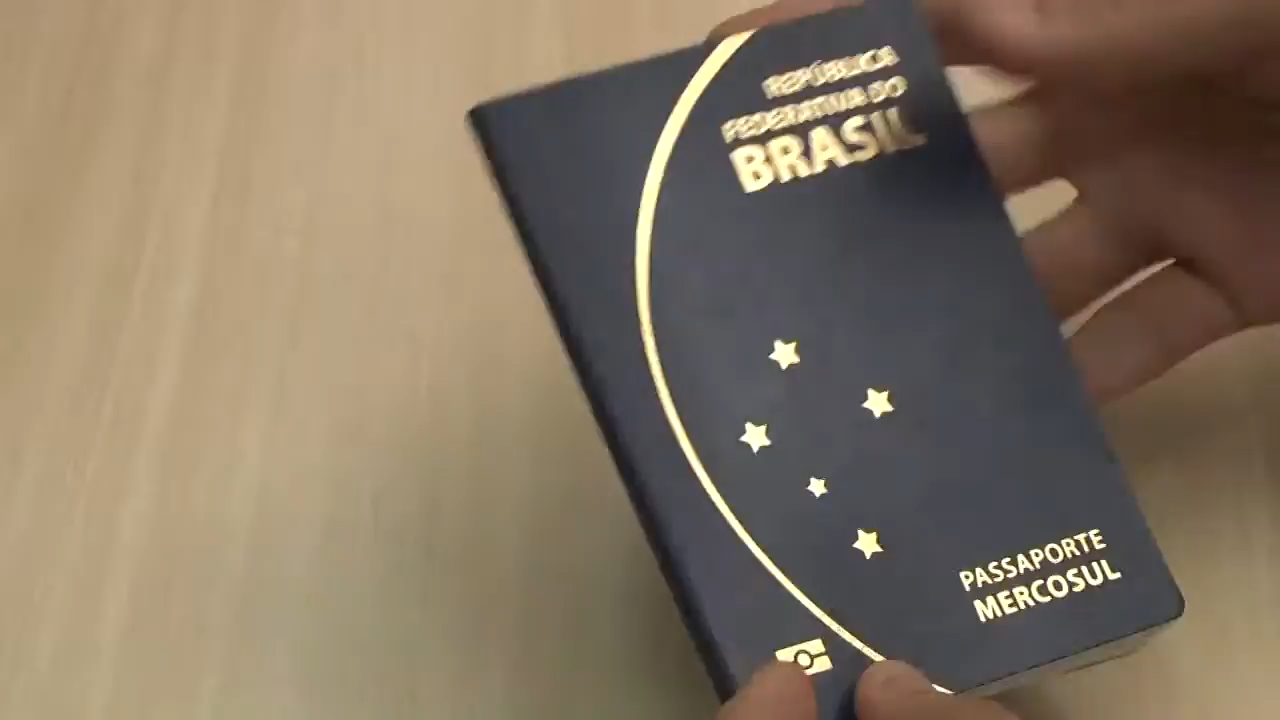 REPÚBLICA
FEDERATIVA DO
BRASIL
PASSAPORTE
MERCOSUL